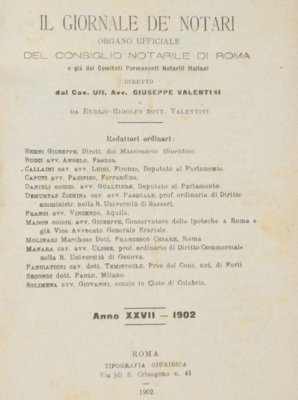 IL GIORNALE DE' NOTARI
ORGANO UFFICIALE
DEL CONSIGLIO NOTARILE DI ROMA
e già dei Comitati Permanenti Notarili Italiani
DIRETTO
dal Cav. Uff. Avv. GIUSEPPE VALENTINI
E
DA ENRICO-RIDOLFO DOTT. VALENTINI
Redattori ordinari:
BERNI GIUSEPPE, Dirett. del Massimario Giuridico.
avv. ANGELO, Faenza.
CALLAINI cav. avv. LUIGI, Firenze, Deputato al Parlamento.
CAPUTI avv. PACIFICO, Ferrandina.
DANIELI comm. avv. GUALTIERO, Deputato al Parlamento.
DEMURTAS ZICHINA cav. avv. PASQUALE, prof. ordinario di Diritto
amministr. nella R. Università di Sassari.
FRANCI avv. VINCENZO, Aquila.
MADON comm. avv. GIUSEPPE, Conservatore delle Ipoteche a Roma e
già Vice Avvocato Generale Erariale
MOLINARI Marchese Dott. FRANCESCO CESARE, Roma
MANARA cav. avv. ULISSE, prof. ordinario di Diritto Commerciale
nella R. Università di Genova.
PANCIATICHI cav. dott. TEMISTOCLE, Pres. del Cons. not. di Forlì
SEGONDI dott. PAOLO, Milano.
SOLIMENA avv. GIOVANNI, notaio in Cleto di Calabria.
Anno XXVII — 1902
ROMA
TIPOGRAFIA GIURIDICA
Via di S. Crisogono n. 41
1902